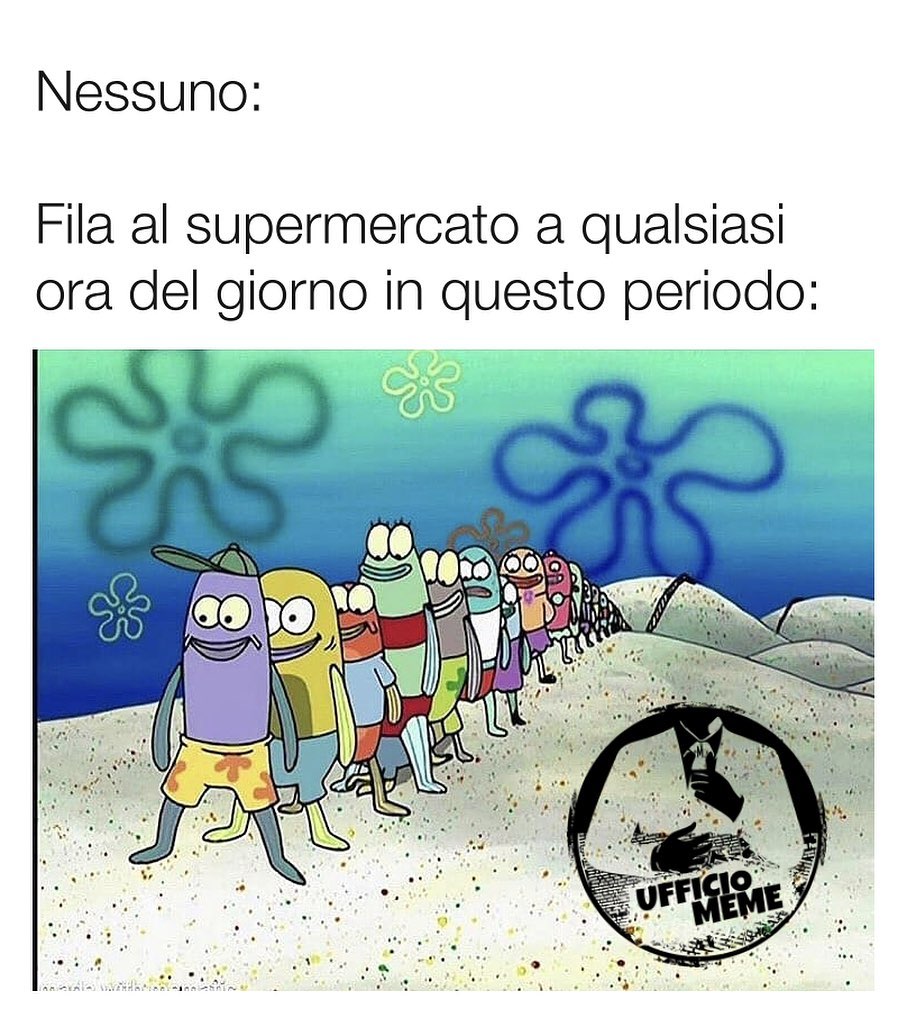 Nessuno:
Fila al supermercato a qualsiasi
ora del giorno in questo periodo:
UFFICIO
MEME